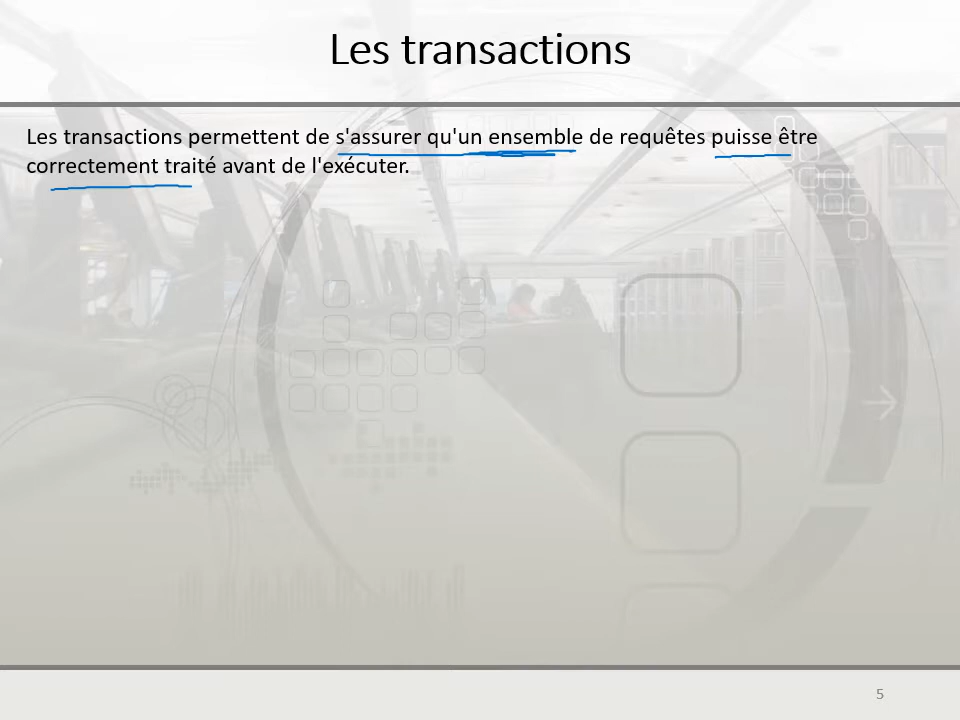 Les transactions
Les transactions permettent de s'assurer qu'un ensemble de requêtes puisse être
correctement traité avant de l'exécuter.
5